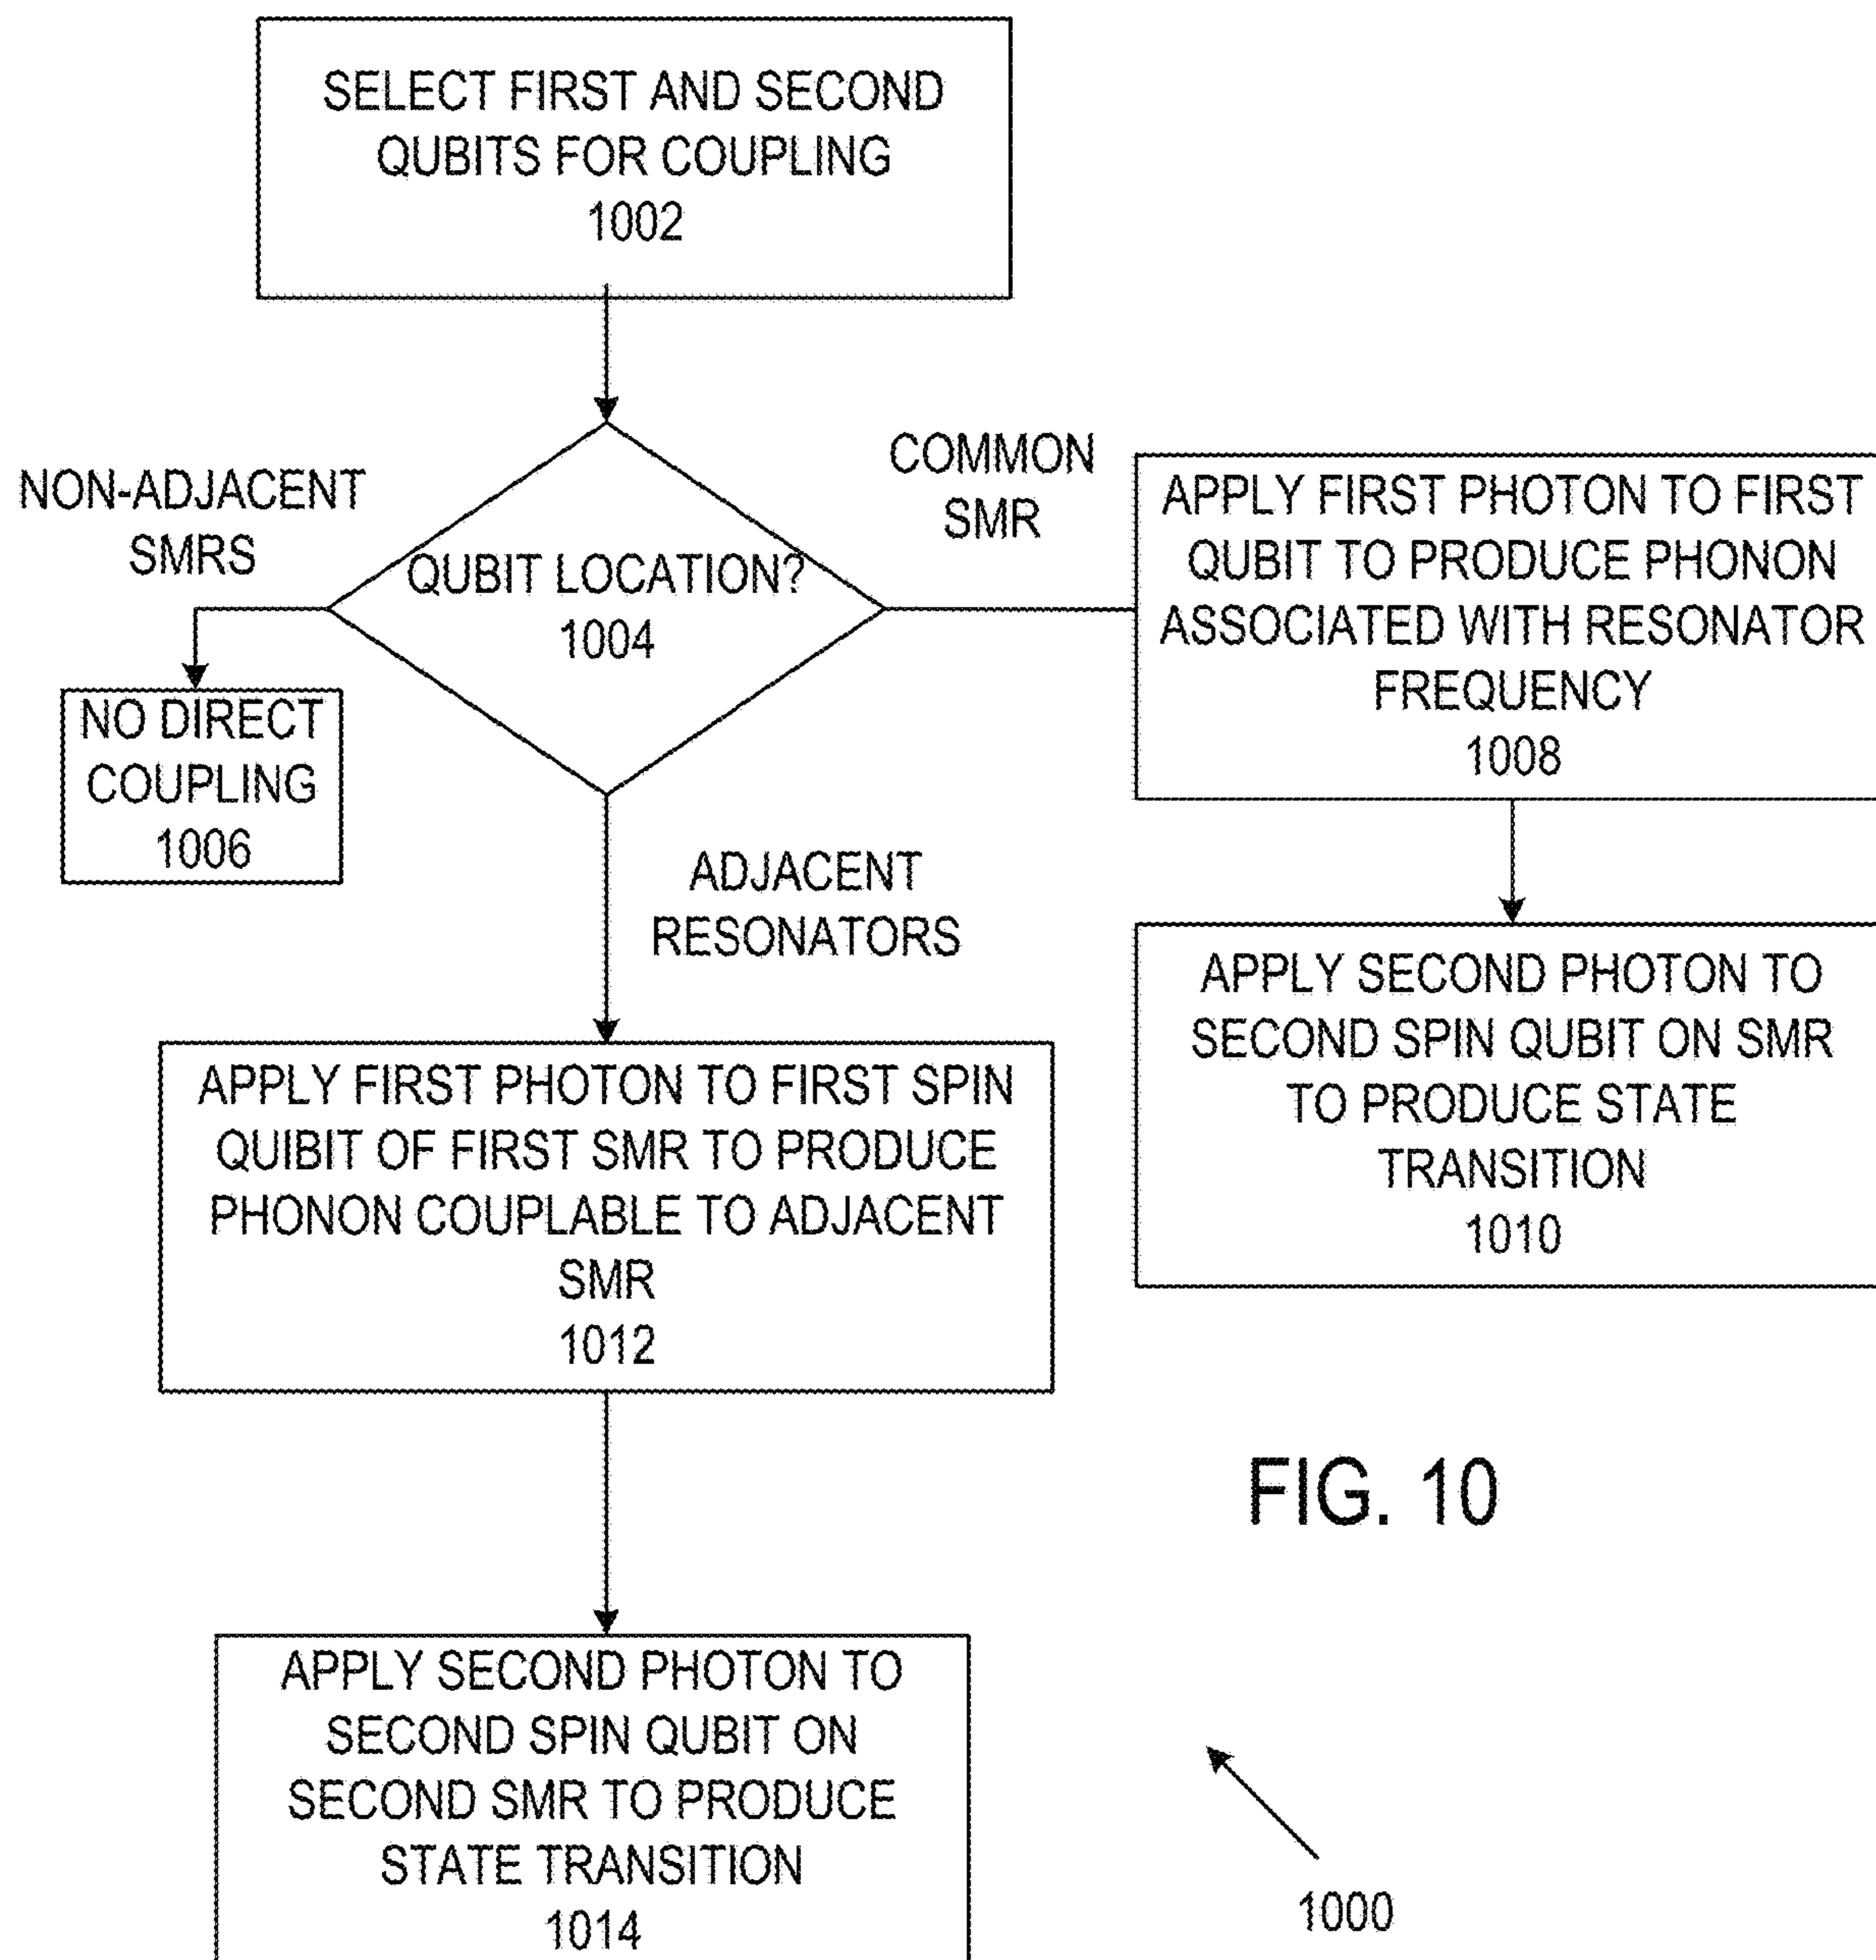 SELECT FIRST AND SECOND
QUBITS FOR COUPLING
1002
NON-ADJACENT
SMRS
QUBIT LOCATION?
1004
COMMON
SMR
NO DIRECT
COUPLING
1006
APPLY FIRST PHOTON TO FIRST
QUBIT TO PRODUCE PHONON
ASSOCIATED WITH RESONATOR
FREQUENCY
1008
ADJACENT
RESONATORS
APPLY SECOND PHOTON TO
SECOND SPIN QUBIT ON SMR
TO PRODUCE STATE
TRANSITION
1010
APPLY FIRST PHOTON TO FIRST SPIN
QUIBIT OF FIRST SMR TO PRODUCE
PHONON COUPLABLE TO ADJACENT
SMR
1012
FIG. 10
APPLY SECOND PHOTON TO
SECOND SPIN QUBIT ON
SECOND SMR TO PRODUCE
STATE TRANSITION
1014
1000